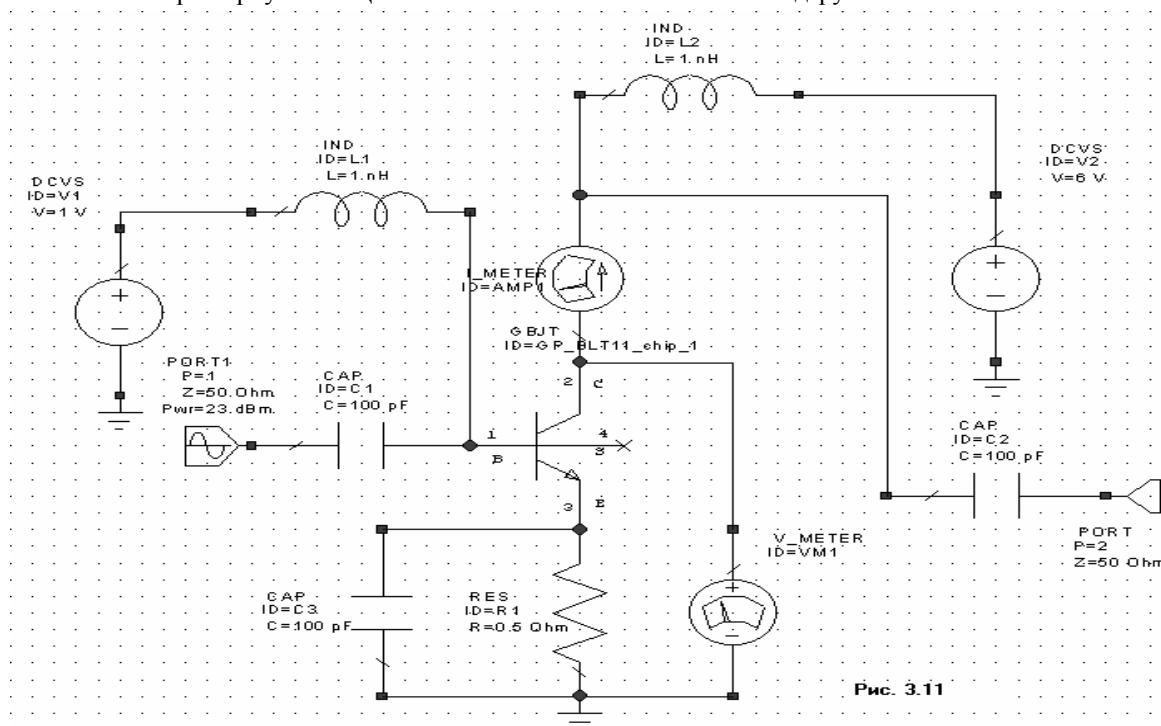 IND
ID=L2
L=1 nH
IND
ID=L1
L=1 nH
DCVS
ID=V1
V=1 V
DCVS
ID=V2
V=6 V
I_METER
ID=AMP1
GBJT
ID=GP_BLT11_chip_1
PORT1
P=1
Z=50 Ohm
Pwr=23 dBm
CAP
ID=C1
C=100 pF
2
C
1
B
4
S
3
E
CAP
ID=C2
C=100 pF
PORT
P=2
Z=50 Ohm
V_METER
ID=VM1
CAP
ID=C3
C=100 pF
RES
ID=R1
R=0.5 Ohm
Рис. 3.11